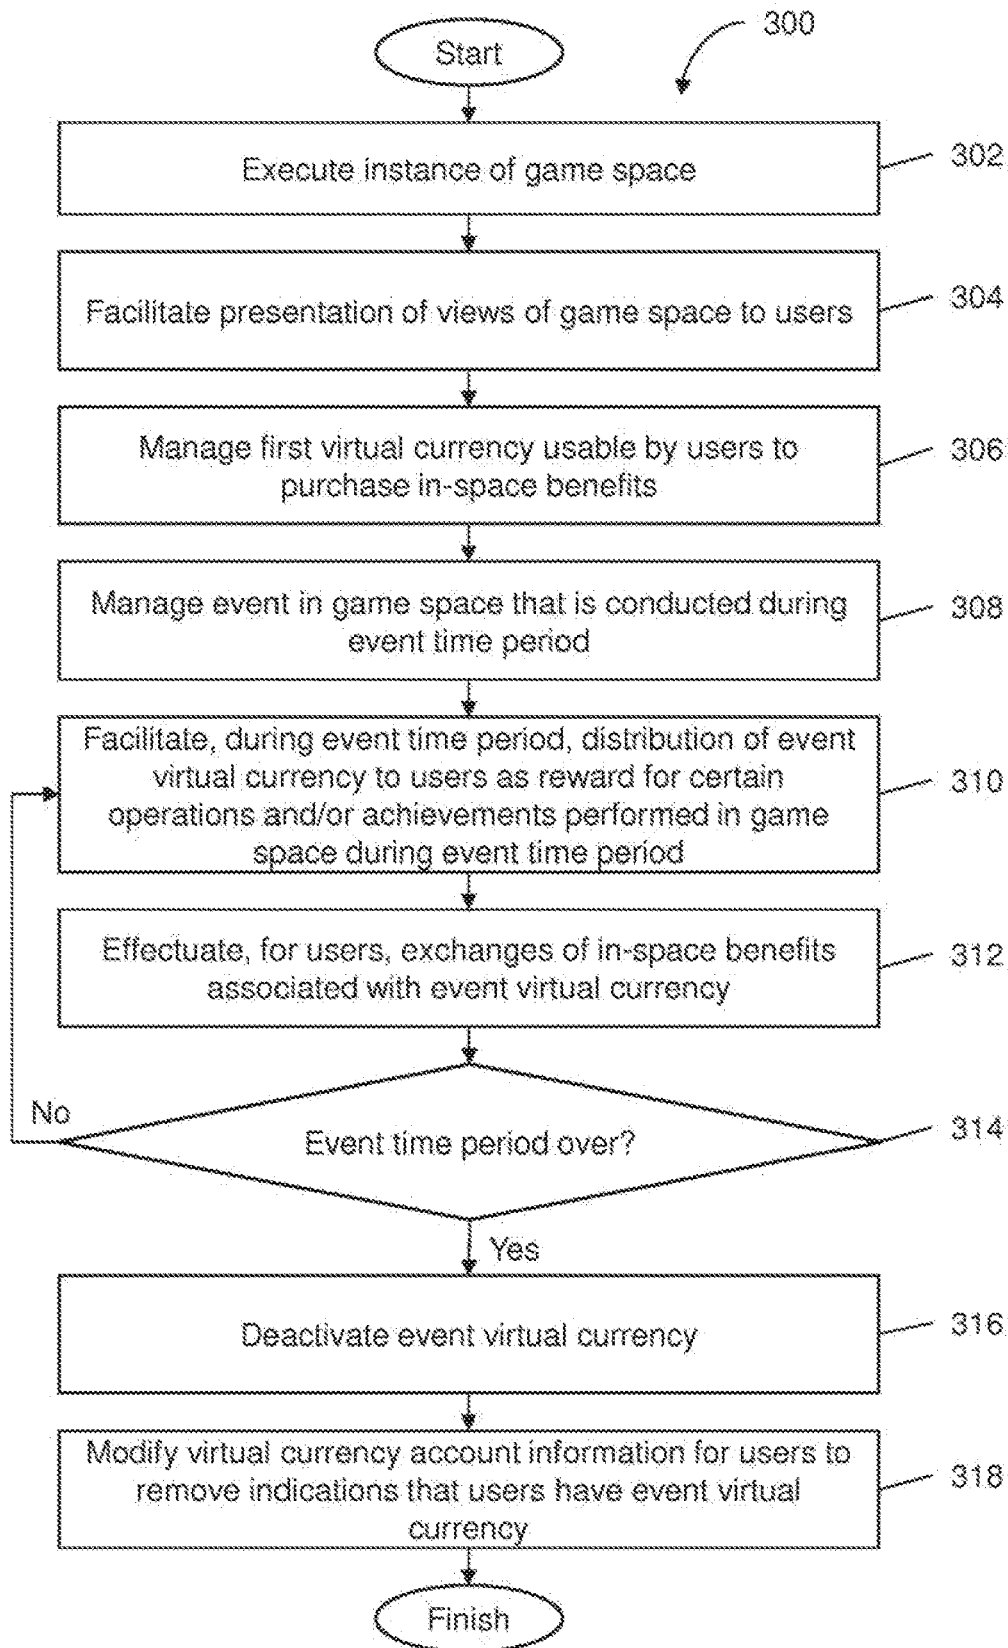 Start
300
Execute instance of game space
302
Facilitate presentation of views of game space to users
304
Manage first virtual currency usable by users to
purchase in-space benefits
306
Manage event in game space that is conducted during
event time period
308
Facilitate, during event time period, distribution of event
virtual currency to users as reward for certain
operations and/or achievements performed in game
space during event time period
310
Effectuate, for users, exchanges of in-space benefits
associated with event virtual currency
312
No
Event time period over?
314
Yes
Deactivate event virtual currency
316
Modify virtual currency account information for users to
remove indications that users have event virtual
currency
318
Finish